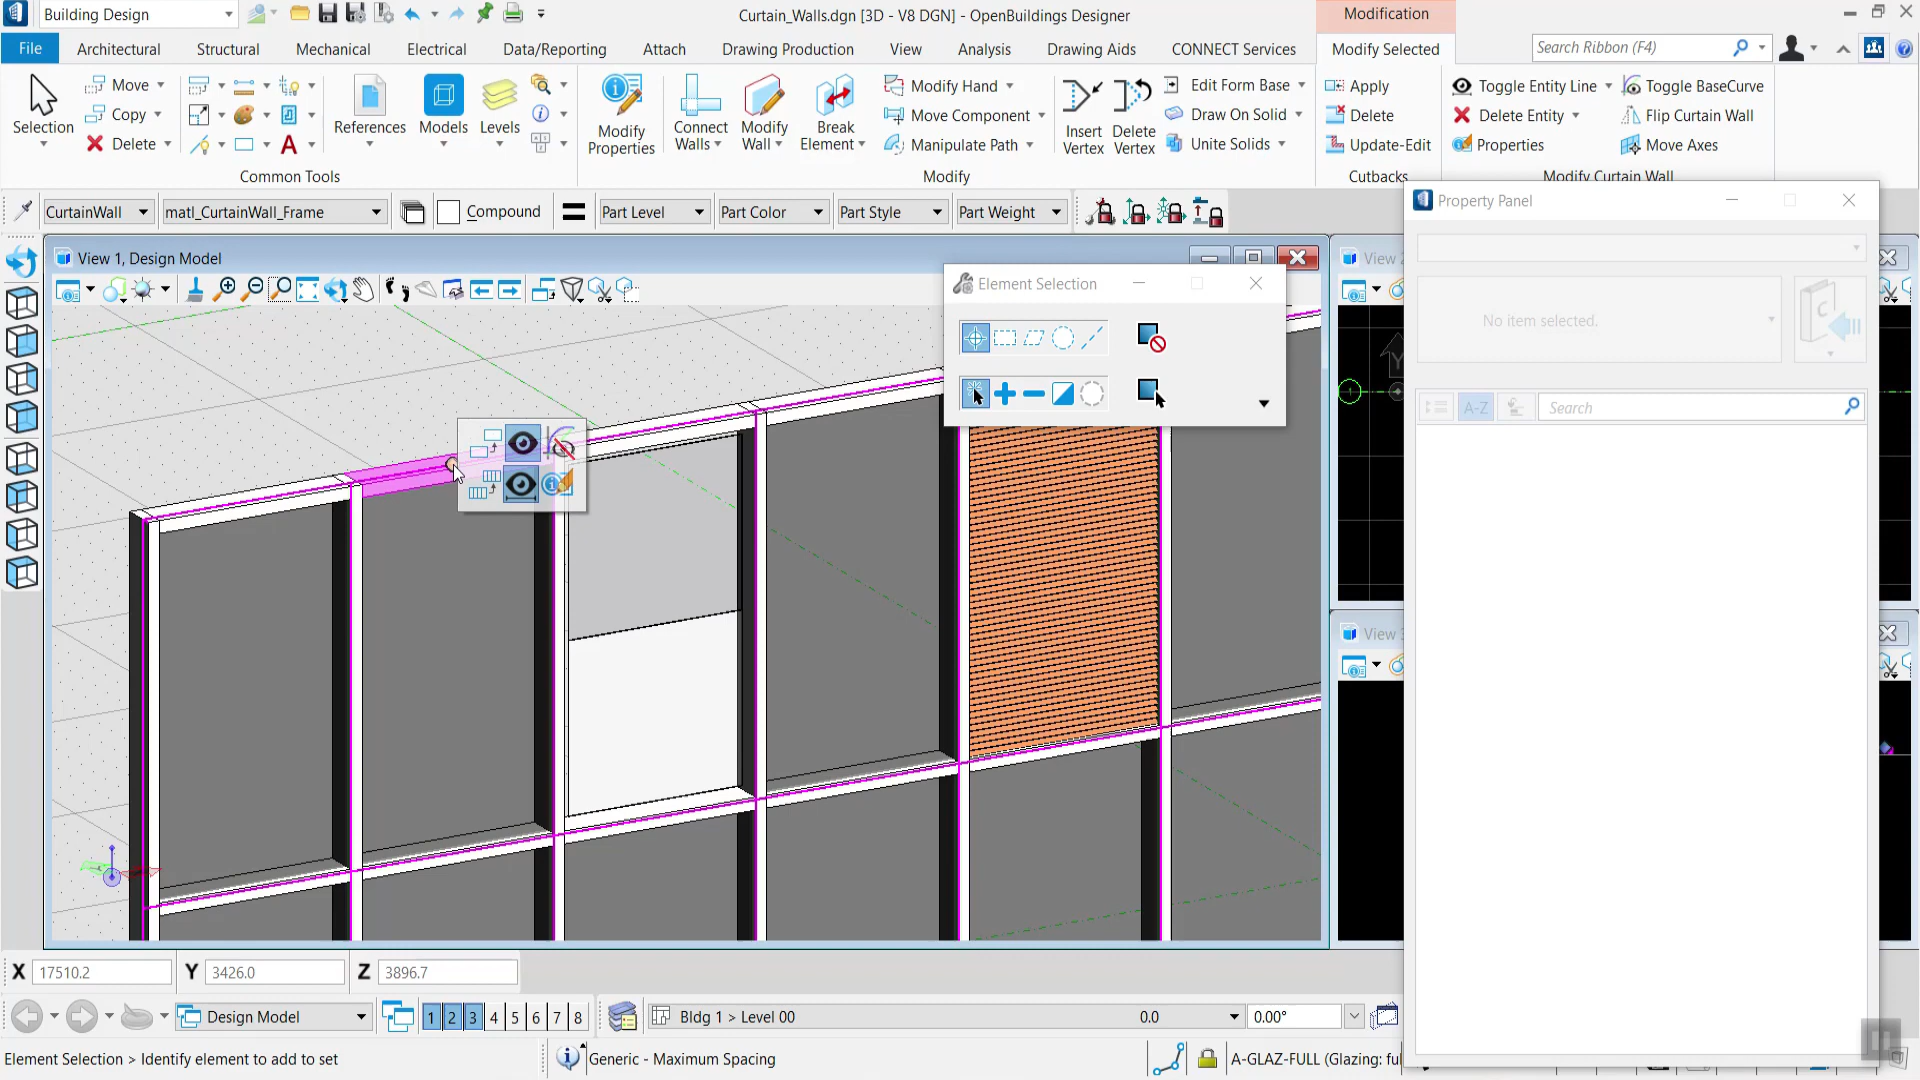 Building Design
Curtain_Walls.dgn [3D - V8 DGN] - OpenBuildings Designer
Modification
File
Architectural
Structural
Mechanical
Electrical
Data/Reporting
Attach
Drawing Production
View
Analysis
Drawing Aids
CONNECT Services
Modify Selected
Search Ribbon (F4)
Selection
Move
Copy
Delete
A
References
Models
Levels
Common Tools
Modify Properties
Connect Walls
Modify Wall
Break Element
Modify Hand
Move Component
Manipulate Path
Insert Vertex
Delete Vertex
Edit Form Base
Draw On Solid
Unite Solids
Modify
Apply
Delete
Update-Edit
Cutbacks
Toggle Entity Line
Delete Entity
Properties
Toggle BaseCurve
Flip Curtain Wall
Move Axes
Modify Curtain Wall
CurtainWall
matl_CurtainWall_Frame
Compound
Part Level
Part Color
Part Style
Part Weight
View 1, Design Model
Element Selection
View 2
View 3
Property Panel
No item selected.
C
A-Z
Search
X 17510.2
Y 3426.0
Z 3896.7
Design Model
1 2 3 4 5 6 7 8
Bldg 1 > Level 00
0.0
0.00°
Element Selection > Identify element to add to set
Generic - Maximum Spacing
A-GLAZ-FULL (Glazing: ful